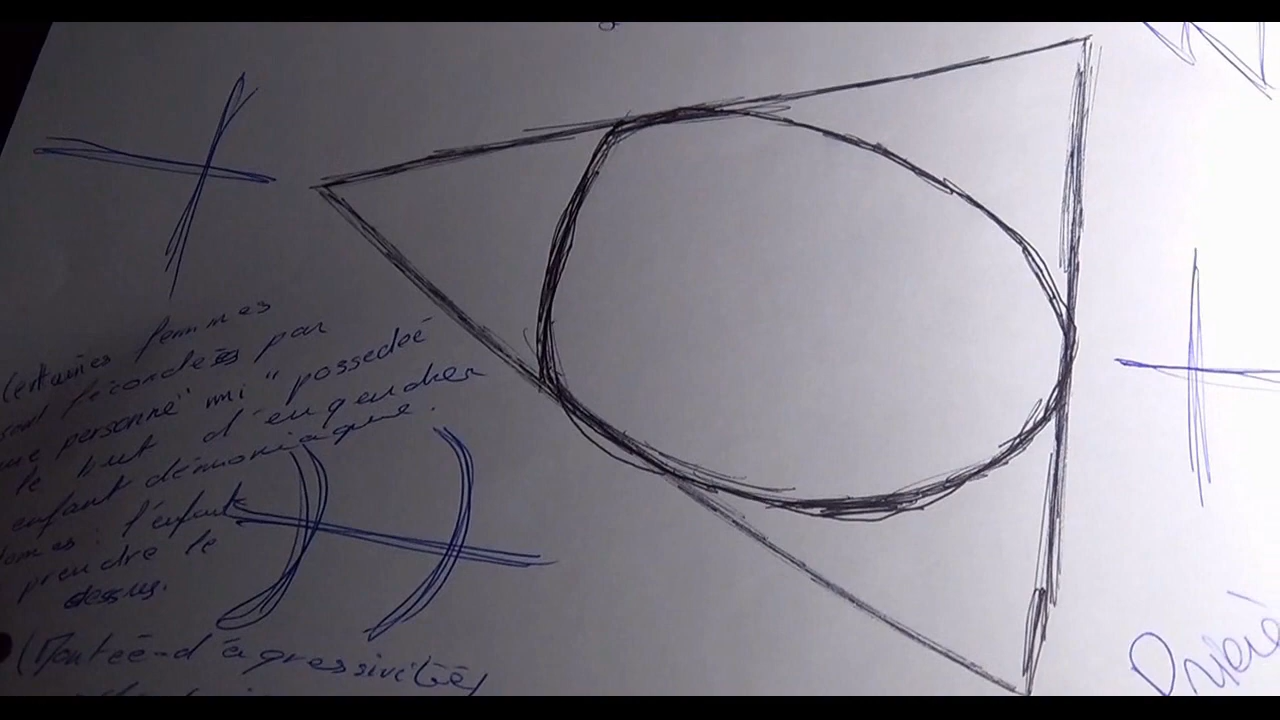 Certaines femmes
sont fécondées par
une personne "mi" possedée
le but d'engendrer
enfant démoniaque.
l'enfant
prendre le
dessus.
(Montée-d'agressivité)
Prière